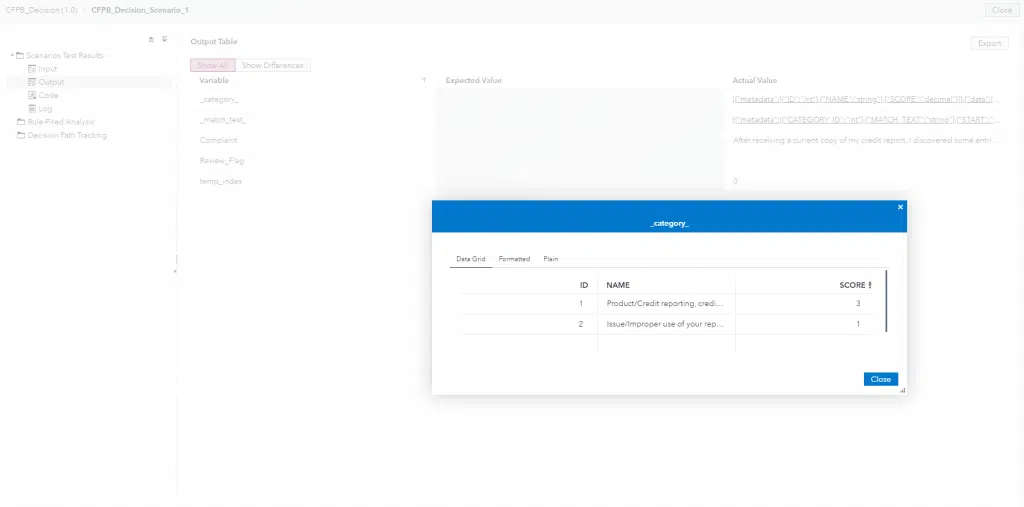 CFPB_Decision (1.0) > CFPB_Decision_Scenario_1
Close
Output Table
Export
Scenarios Test Results
Input
Output
Code
Log
Rule-Fired Analysis
Decision Path Tracking
Show All Show Differences
Variable Expected Value Actual Value
_category_ [{"metadata":[{"ID":"int"},{"NAME":"string"},{"SCORE":"decimal"}]},{"data":[...
_match_test_ [{"metadata":[{"CATEGORY_ID":"int"},{"MATCH_TEXT":"string"},{"START":"...
Complaint After receiving a current copy of my credit report, I discovered some entri...
Review_Flag
temp_index 0
_category_
Data Grid Formatted Plain
ID NAME SCORE
1 Product/Credit reporting, credi... 3
2 Issue/Improper use of your rep... 1
Close